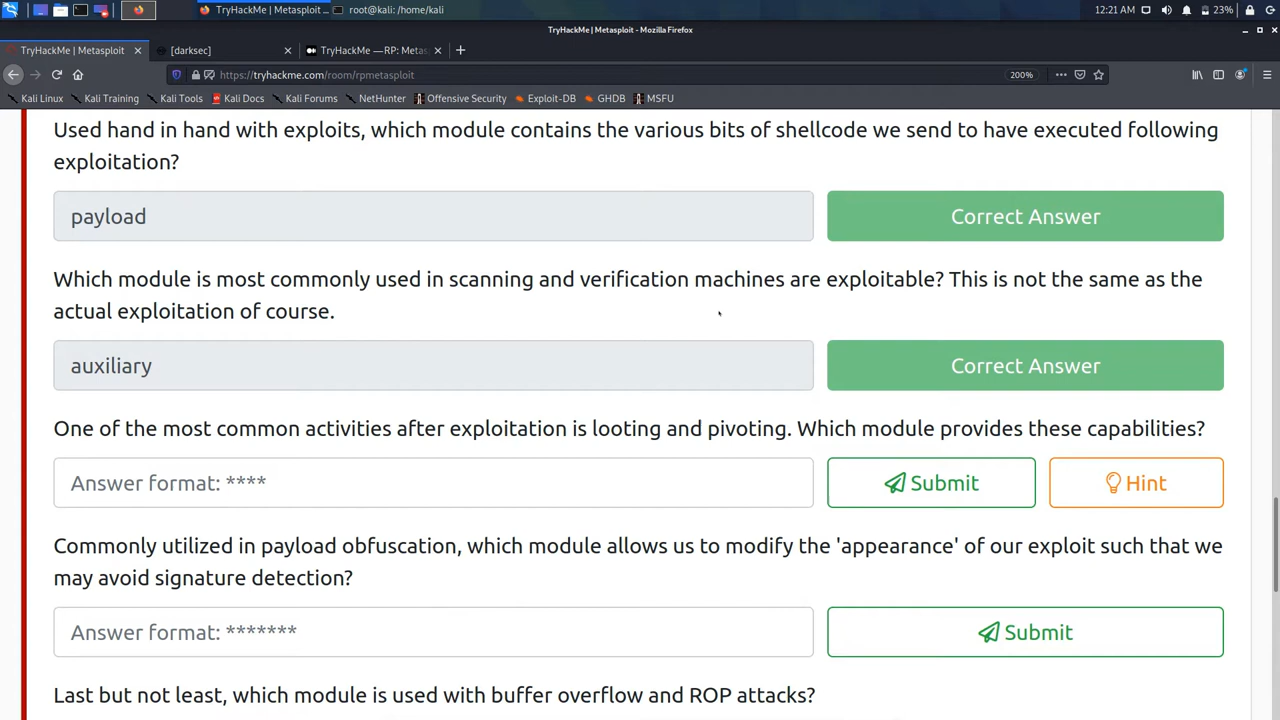 TryHackMe | Metasploit ...
root@kali: /home/kali
12:21 AM
23%
TryHackMe | Metasploit - Mozilla Firefox
TryHackMe | Metasploit
[darksec]
TryHackMe — RP: Metas
https://tryhackme.com/room/rpmetasploit
200%
Kali Linux
Kali Training
Kali Tools
Kali Docs
Kali Forums
NetHunter
Offensive Security
Exploit-DB
GHDB
MSFU
Used hand in hand with exploits, which module contains the various bits of shellcode we send to have executed following
exploitation?
payload
Correct Answer
Which module is most commonly used in scanning and verification machines are exploitable? This is not the same as the
actual exploitation of course.
auxiliary
Correct Answer
One of the most common activities after exploitation is looting and pivoting. Which module provides these capabilities?
Answer format: ****
Submit
Hint
Commonly utilized in payload obfuscation, which module allows us to modify the 'appearance' of our exploit such that we
may avoid signature detection?
Answer format: *******
Submit
Last but not least, which module is used with buffer overflow and ROP attacks?